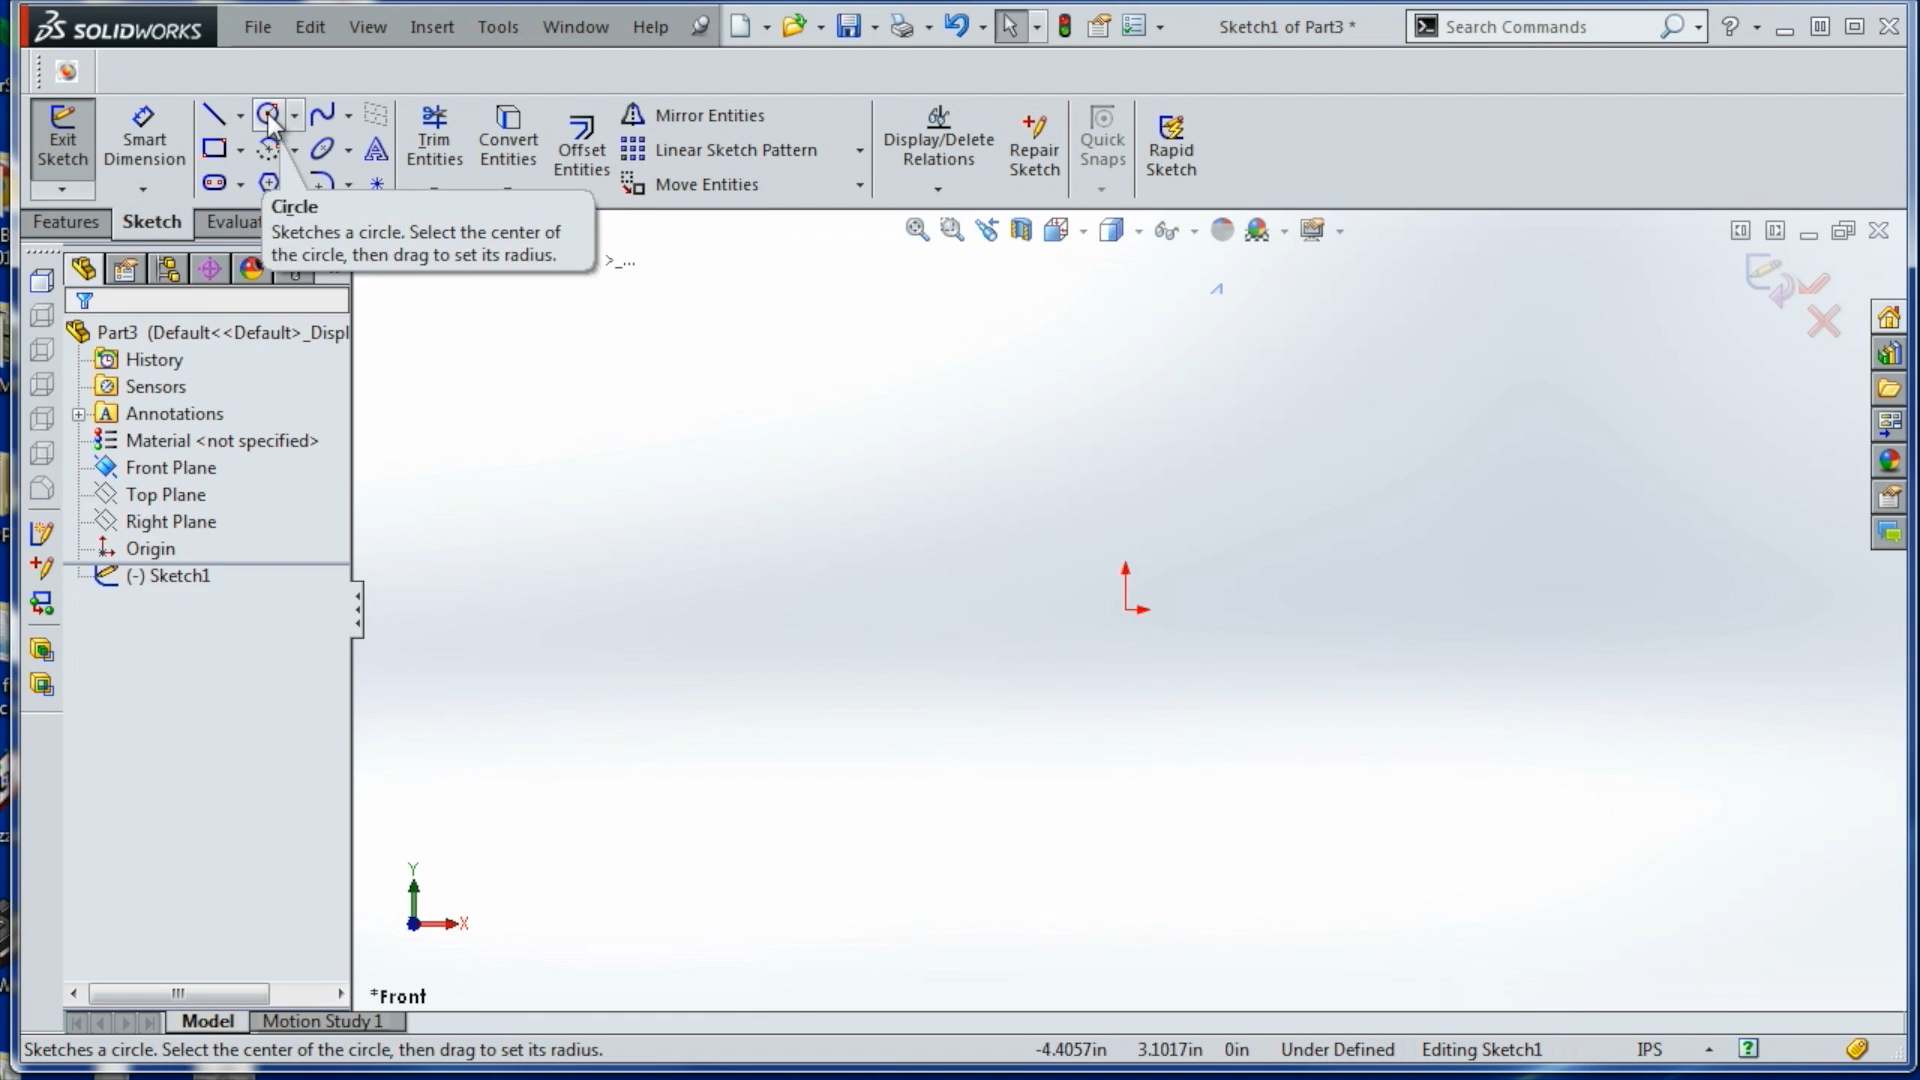 SOLIDWORKS
File Edit View Insert Tools Window Help
Sketch1 of Part3 *
Search Commands
Exit
Sketch
Smart
Dimension
Trim
Entities
Convert
Entities
Offset
Entities
Mirror Entities
Linear Sketch Pattern
Move Entities
Display/Delete
Relations
Repair
Sketch
Quick
Snaps
Rapid
Sketch
Features Sketch Evalua
Circle
Sketches a circle. Select the center of
the circle, then drag to set its radius.
>_...
Part3 (Default<<Default>_Displ
History
Sensors
Annotations
Material <not specified>
Front Plane
Top Plane
Right Plane
Origin
(-) Sketch1
Y
X
*Front
Model Motion Study 1
Sketches a circle. Select the center of the circle, then drag to set its radius.
-4.4057in 3.1017in 0in Under Defined Editing Sketch1 IPS